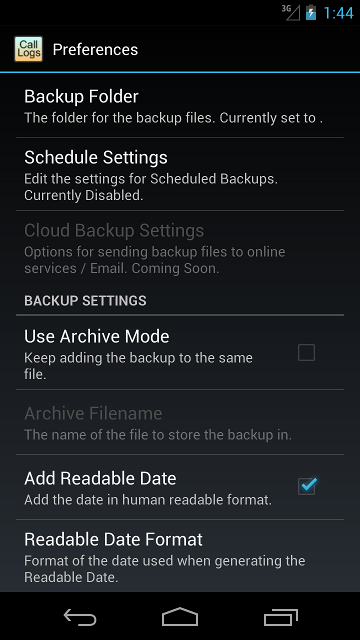 3G 1:44
Call
Logs
Preferences
Backup Folder
The folder for the backup files. Currently set to .
Schedule Settings
Edit the settings for Scheduled Backups.
Currently Disabled.
Cloud Backup Settings
Options for sending backup files to online
services / Email. Coming Soon.
BACKUP SETTINGS
Use Archive Mode
Keep adding the backup to the same
file.
Archive Filename
The name of the file to store the backup in.
Add Readable Date
Add the date in human readable format.
Readable Date Format
Format of the date used when generating the
Readable Date.